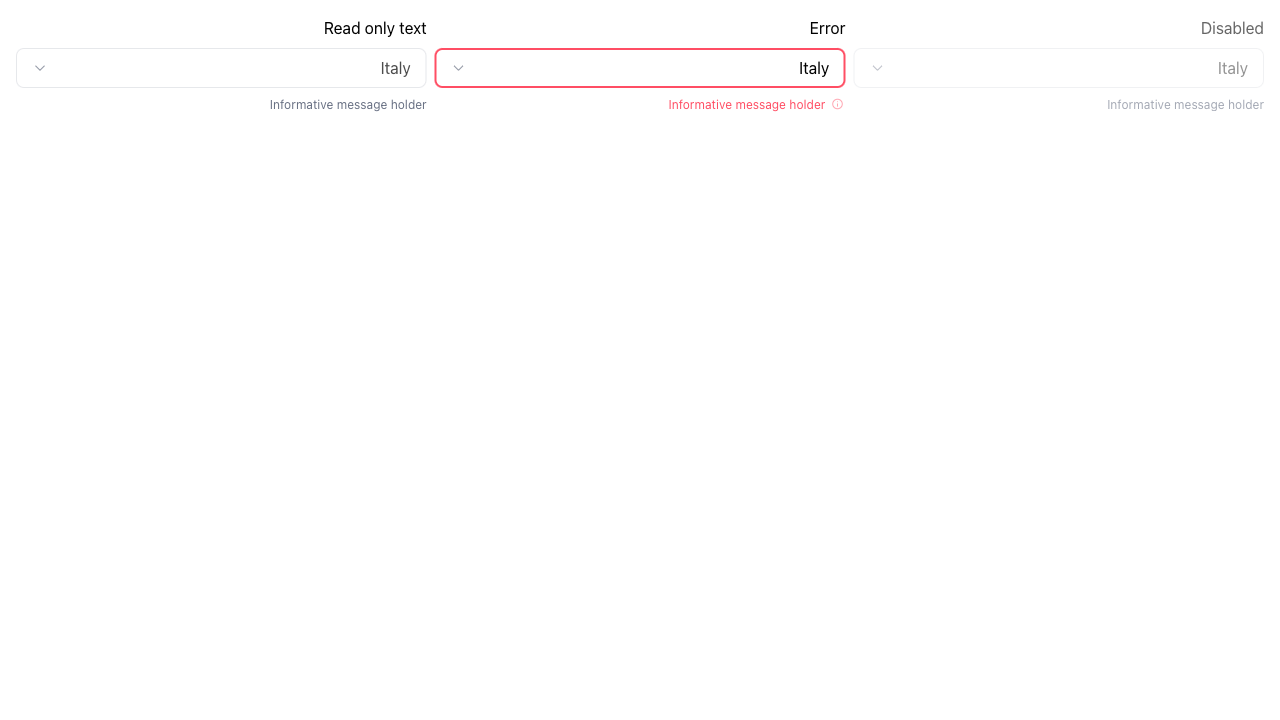 Read only text
Italy
Informative message holder
Error
Italy
Informative message holder
Disabled
Italy
Informative message holder